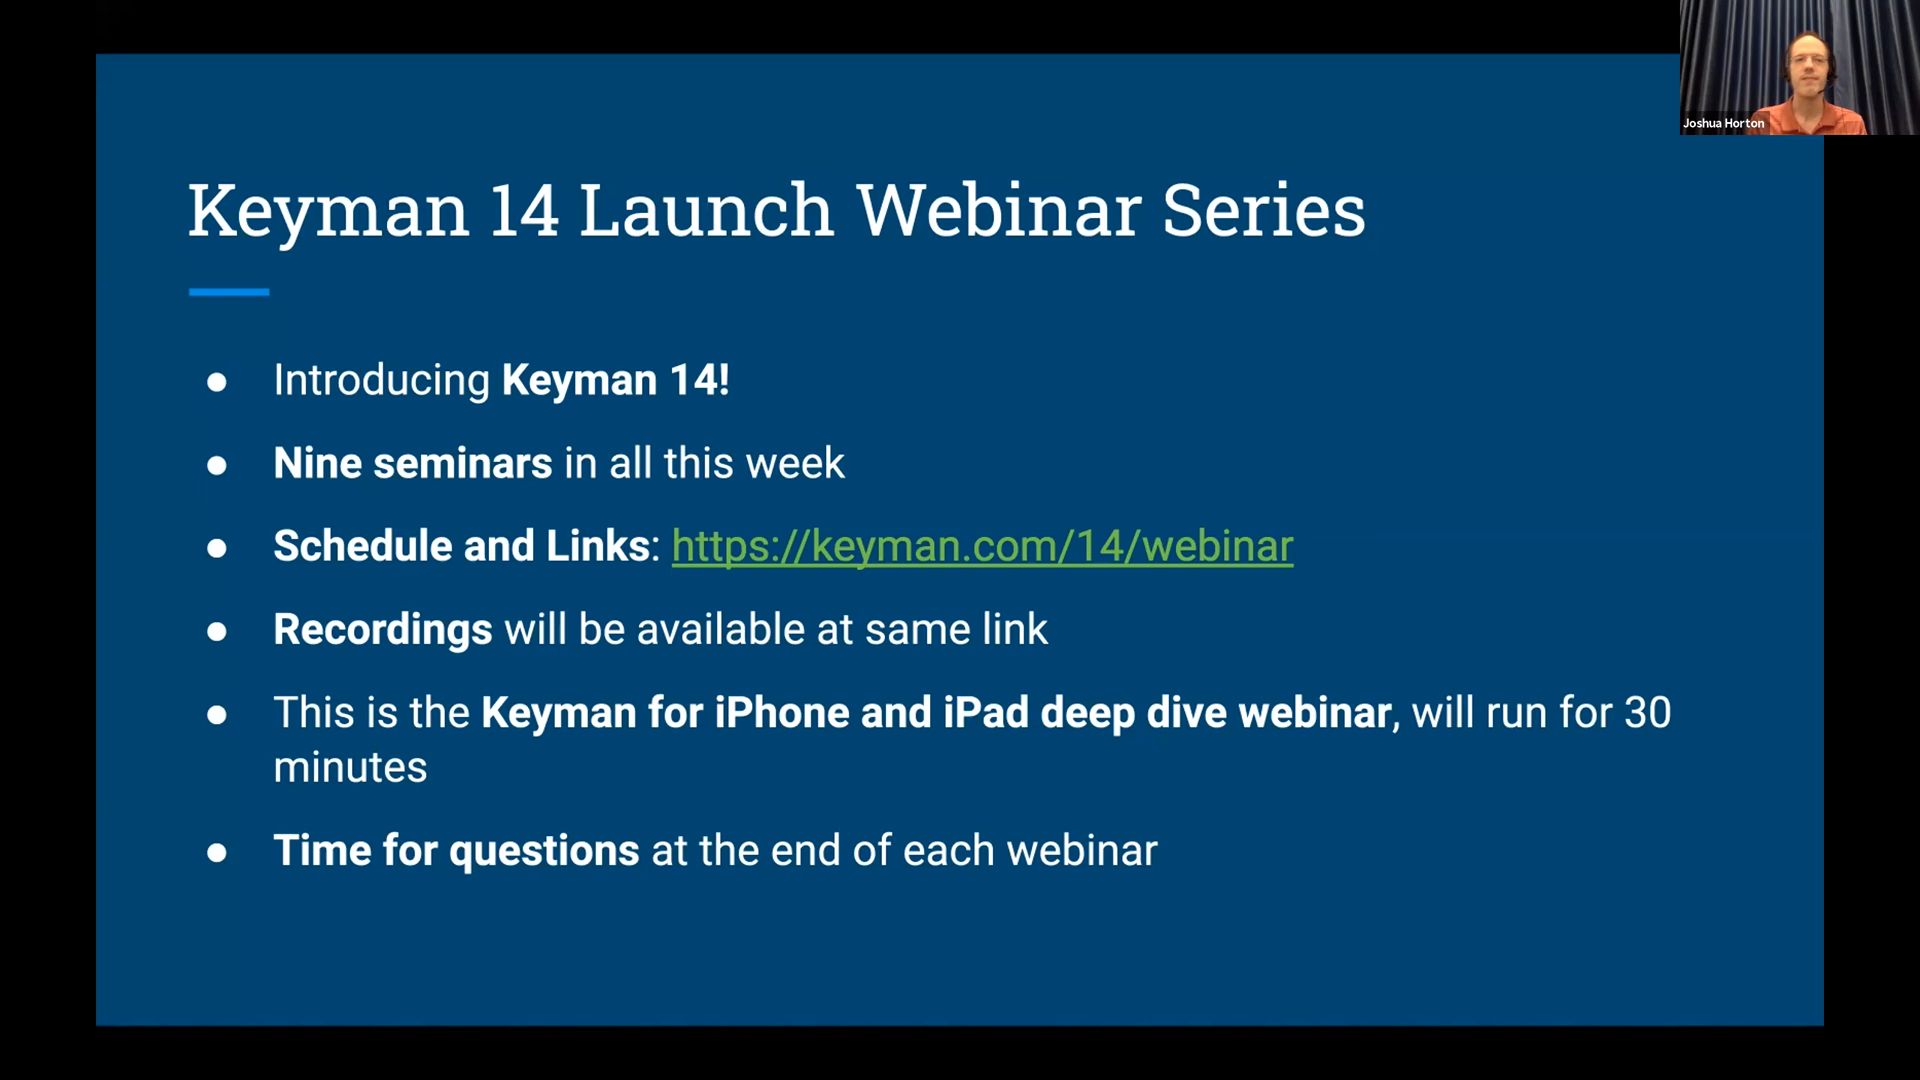 Joshua Horton
Keyman 14 Launch Webinar Series
● Introducing Keyman 14!
● Nine seminars in all this week
● Schedule and Links: https://keyman.com/14/webinar
● Recordings will be available at same link
● This is the Keyman for iPhone and iPad deep dive webinar, will run for 30
minutes
● Time for questions at the end of each webinar